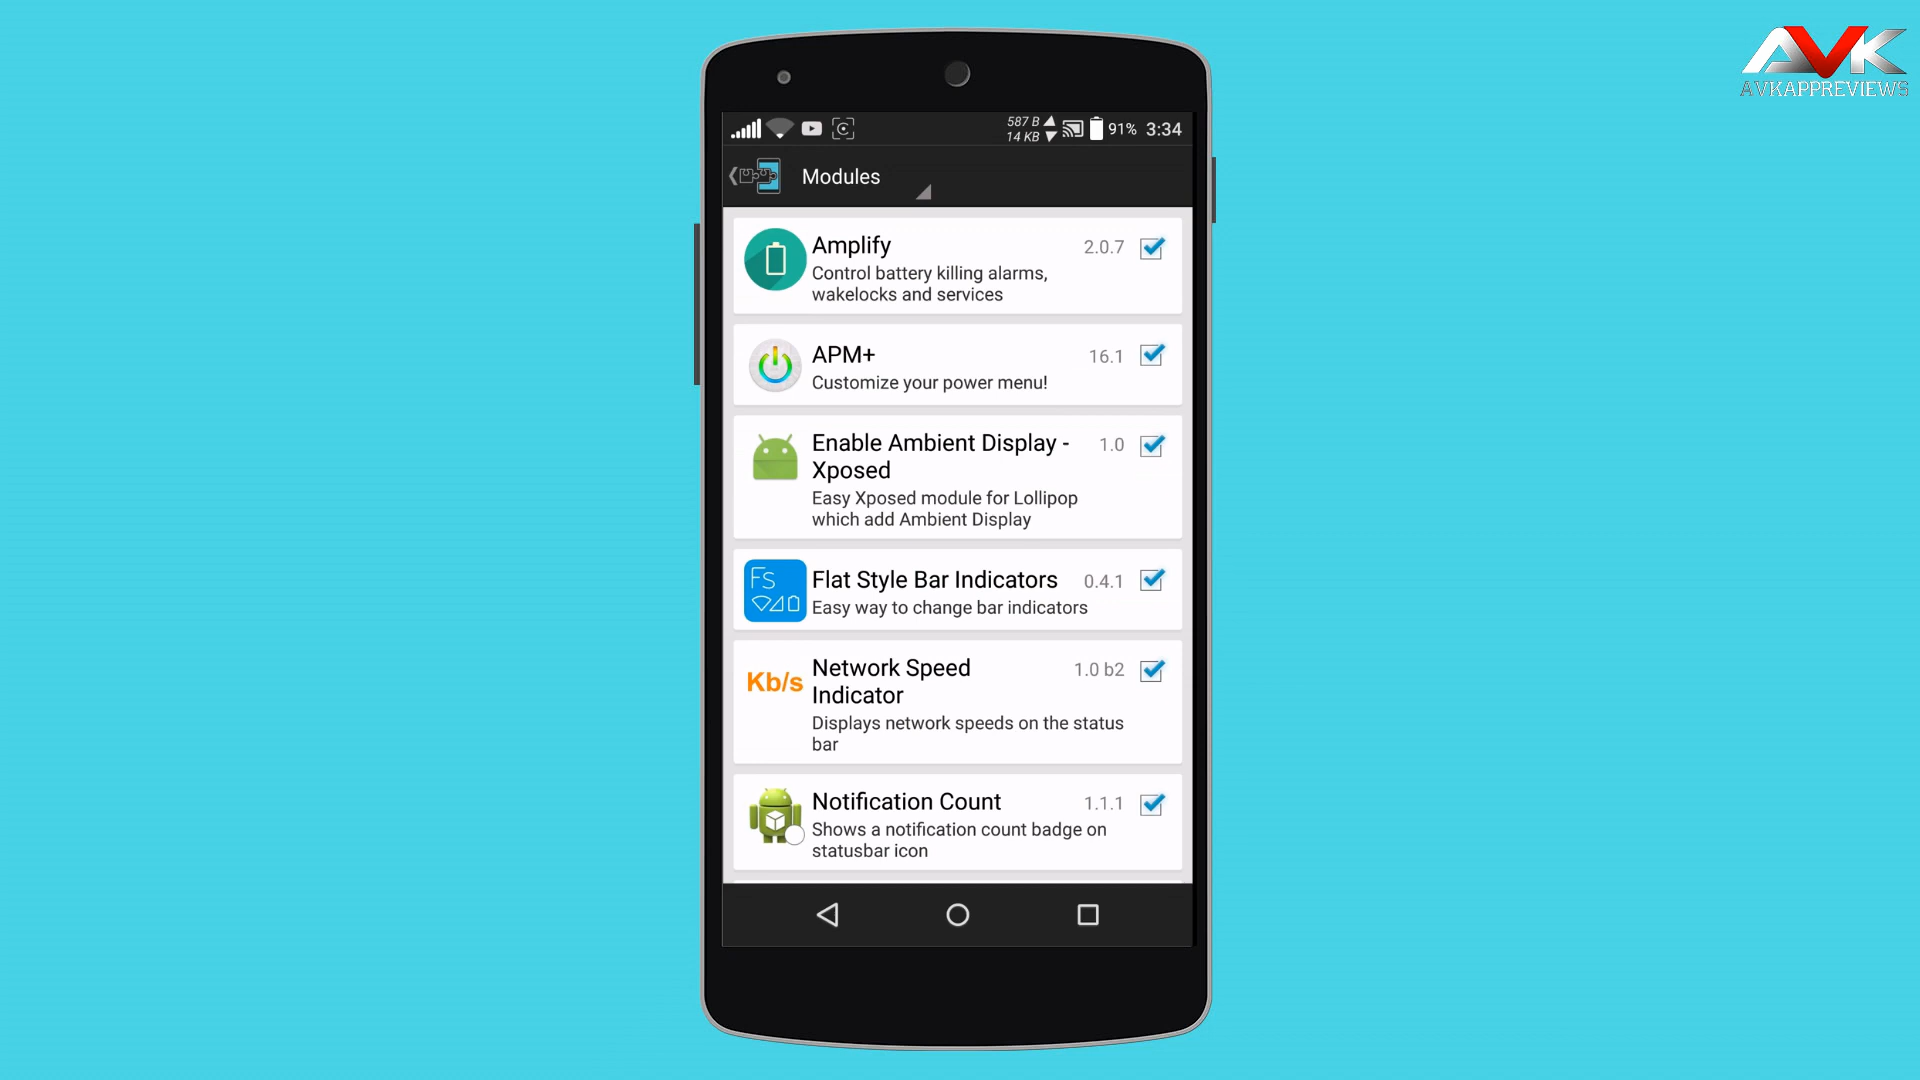 AVK
AVKAPPREVIEWS
587 B
14 KB
91% 3:34
Modules
Amplify 2.0.7
Control battery killing alarms,
wakelocks and services
APM+ 16.1
Customize your power menu!
Enable Ambient Display - 1.0
Xposed
Easy Xposed module for Lollipop
which add Ambient Display
Fs
Flat Style Bar Indicators 0.4.1
Easy way to change bar indicators
Kb/s
Network Speed 1.0 b2
Indicator
Displays network speeds on the status
bar
Notification Count 1.1.1
Shows a notification count badge on
statusbar icon